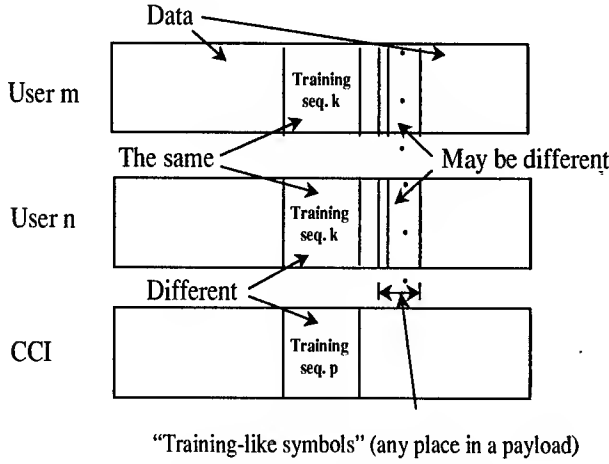 Data
User m
Training
seq. k
The same
May be different
User n
Training
seq. k
Different
CCI
Training
seq. p
“Training-like symbols” (any place in a payload)